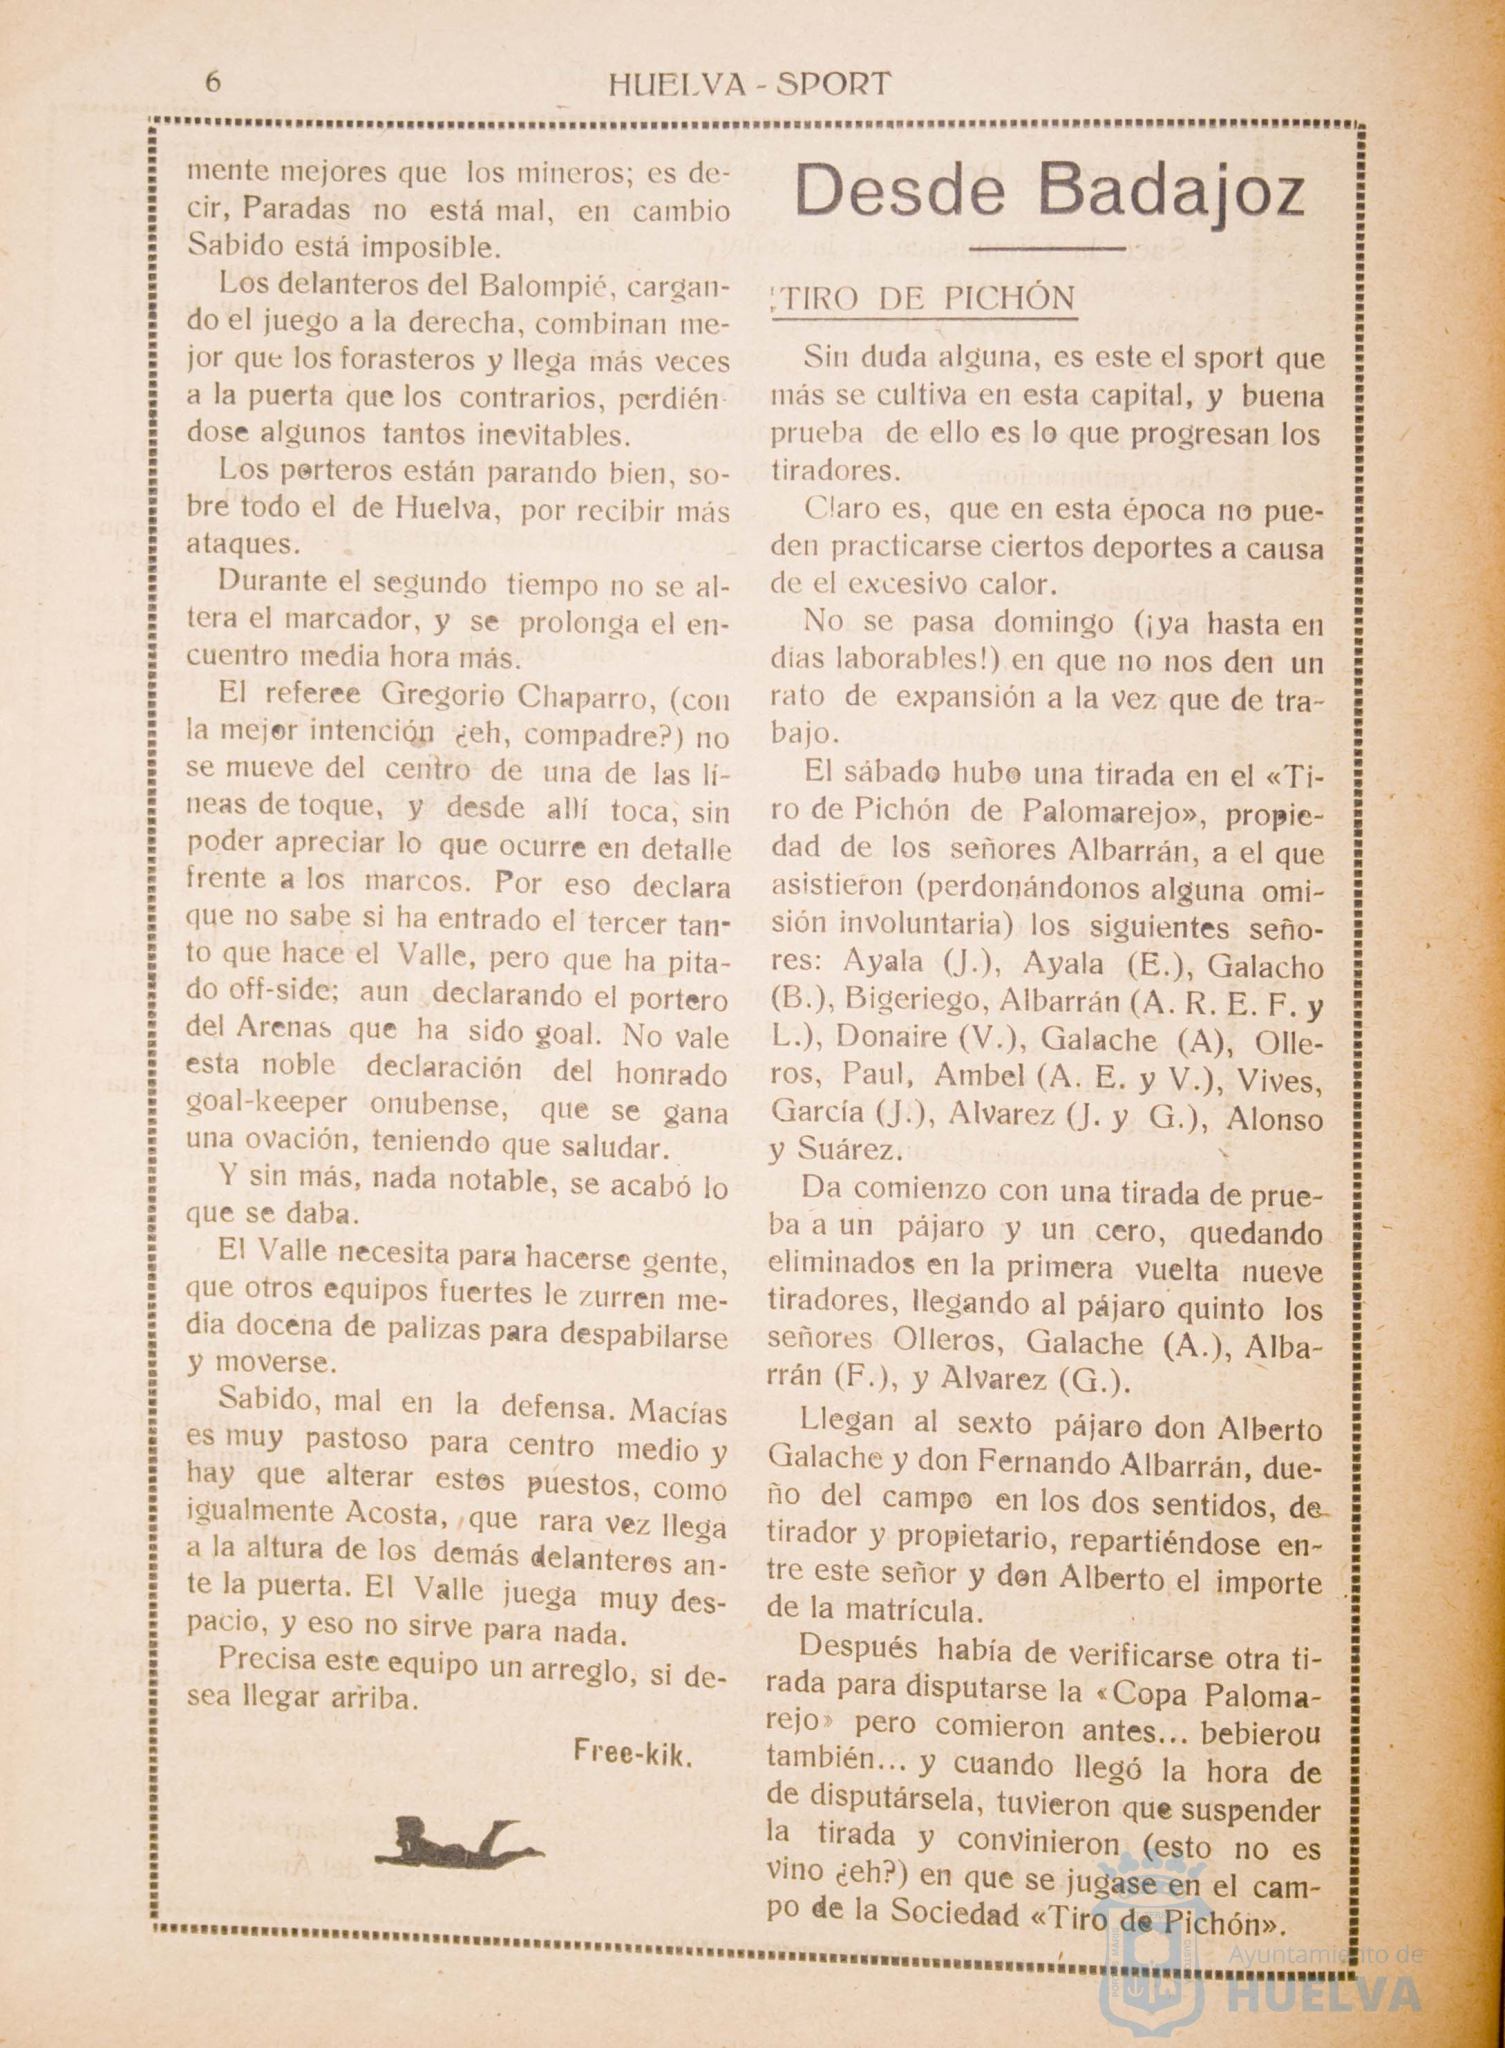 6
HUELVA - SPORT
mente mejores que los mineros; es de-
cir, Paradas no está mal, en cambio
Sabido está imposible.
Los delanteros del Balompié, cargan-
do el juego a la derecha, combinan me-
jor que los forasteros y llega más veces
a la puerta que los contrarios, perdién
dose algunos tantos inevitables.
Los porteros están parando bien, so-
bre todo el de Huelva, por recibir más
ataques.
Durante el segundo tiempo no se al-
tera el marcador, y se prolonga el en-
cuentro media hora más.
El referee Gregorio Chaparro, (con
la mejor intención ¿eh, compadre?) no
se mueve del centro de una de las lí-
neas de toque, y desde allí toca, sin
poder apreciar lo que ocurre en detalle
frente a los marcos. Por eso declara
que no sabe si ha entrado el tercer tan-
to que hace el Valle, pero que ha pita-
do off-side; aun declarando el portero
del Arenas que ha sido goal. No vale
esta noble declaración del honrado
goal-keeper onubense, que se gana
una ovación, teniendo que saludar.
Y sin más, nada notable, se acabó lo
que se daba.
El Valle necesita para hacerse gente,
que otros equipos fuertes le zurren me-
dia docena de palizas para despabilarse
y moverse.
Sabido, mal en la defensa. Macías
es muy pastoso para centro medio y
hay que alterar estos puestos, como
igualmente Acosta, que rara vez llega
a la altura de los demás delanteros an-
te la puerta. El Valle juega muy des-
pacio, y eso no sirve para nada.
Precisa este equipo un arreglo, si de-
sea llegar arriba.
Free-kik.
Desde Badajoz
TIRO DE PICHÓN
Sin duda alguna, es este el sport que
más se cultiva en esta capital, y buena
prueba de ello es lo que progresan los
tiradores.
Claro es, que en esta época no pue-
den practicarse ciertos deportes a causa
de el excesivo calor.
No se pasa domingo (¡ya hasta en
días laborables!) en que no nos den un
rato de expansión a la vez que de tra-
bajo.
El sábado hubo una tirada en el «Ti-
ro de Pichón de Palomarejo», propie-
dad de los señores Albarrán, a el que
asistieron (perdonándonos alguna omi-
sión involuntaria) los siguientes seño-
res: Ayala (J.), Ayala (E.), Galacho
(B.), Bigeriego, Albarrán (A. R. E. F. y
L.), Donaire (V.), Galache (A), Olle-
ros, Paul, Ambel (A. E. y V.), Vives,
García (J.), Alvarez (J. y G.), Alonso
y Suárez.
Da comienzo con una tirada de prue-
ba a un pájaro y un cero, quedando
eliminados en la primera vuelta nueve
tiradores, llegando al pájaro quinto los
señores Olleros, Galache (A.), Alba-
rrán (F.), y Alvarez (G.).
Llegan al sexto pájaro don Alberto
Galache y don Fernando Albarrán, due-
ño del campo en los dos sentidos, de
tirador y propietario, repartiéndose en-
tre este señor y don Alberto el importe
de la matrícula.
Después había de verificarse otra ti-
rada para disputarse la «Copa Paloma-
rejo» pero comieron antes... bebierou
también... y cuando llegó la hora de
de disputársela, tuvieron que suspender
la tirada y convinieron (esto no es
vino ¿eh?) en que se jugase en el cam-
po de la Sociedad «Tiro de Pichón».
Ayuntamiento de
HUELVA